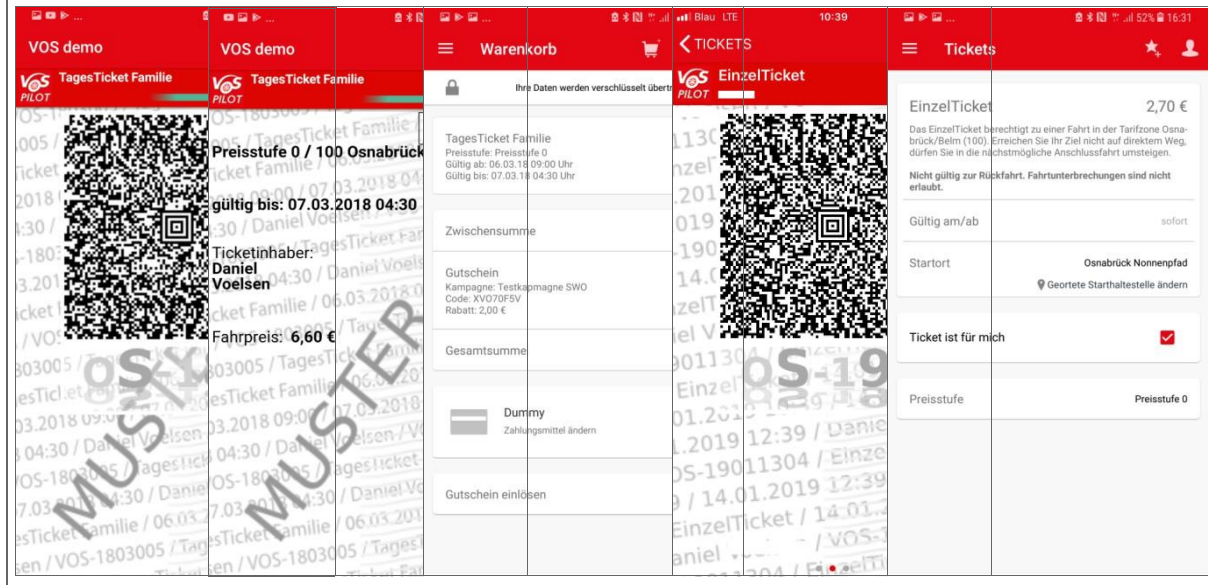 VOS demo
VOS
PILOT
TagesTicket Familie
MUSTER
VOS demo
VOS
PILOT
TagesTicket Familie
Preisstufe 0 / 100 Osnabrück
gültig bis: 07.03.2018 04:30
Ticketinhaber:
Daniel
Voelsen
Fahrpreis: 6,60 €
MUSTER
Warenkorb
Ihre Daten werden verschlüsselt übertr
TagesTicket Familie
Preisstufe: Preisstufe 0
Gültig ab: 06.03.18 09:00 Uhr
Gültig bis: 07.03.18 04:30 Uhr
Zwischensumme
Gutschein
Kampagne: Testkapmagne SWO
Code: XVO70F5V
Rabatt: 2,00 €
Gesamtsumme
Dummy
Zahlungsmittel ändern
Gutschein einlösen
Blau LTE 10:39
TICKETS
VOS
PILOT
EinzelTicket
OS-19
16:31
52%
Tickets
EinzelTicket 2,70 €
Das EinzelTicket berechtigt zu einer Fahrt in der Tarifzone Osna-
brück/Belm (100). Erreichen Sie Ihr Ziel nicht auf direktem Weg,
dürfen Sie in die nächstmögliche Anschlussfahrt umsteigen.
Nicht gültig zur Rückfahrt. Fahrtunterbrechungen sind nicht
erlaubt.
Gültig am/ab sofort
Startort Osnabrück Nonnenpfad
Geortete Starthaltestelle ändern
Ticket ist für mich
Preisstufe Preisstufe 0